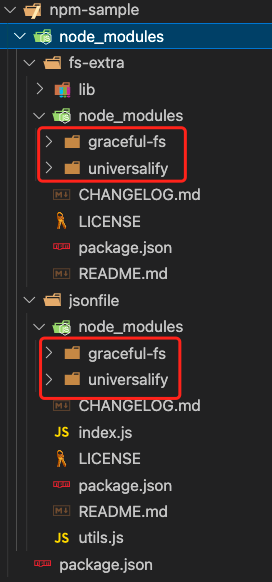 npm-sample
node_modules
fs-extra
lib
node_modules
graceful-fs
universalify
CHANGELOG.md
LICENSE
package.json
README.md
jsonfile
node_modules
graceful-fs
universalify
CHANGELOG.md
JS index.js
LICENSE
package.json
README.md
JS utils.js
package.json